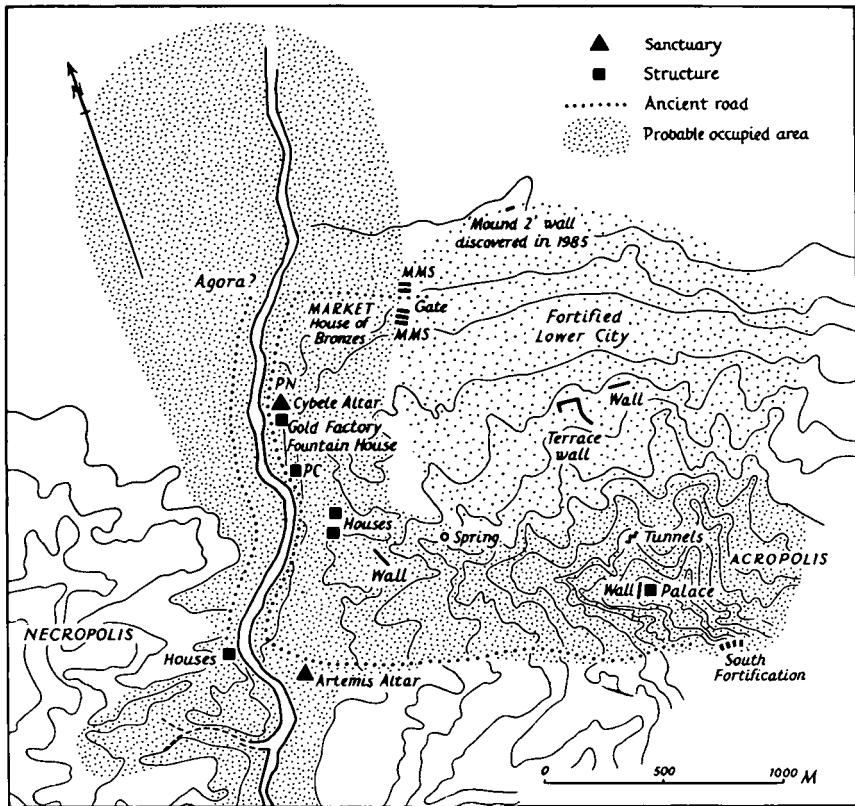 Sanctuary
Structure
Ancient road
Probable occupied area
N
Mound 2' wall
discovered in 1985
Agora?
MMS
MARKET
House of
Bronzes
Gate
MMS
Fortified
Lower City
PN
Cybele Altar
Gold Factory
Fountain House
Wall
Terrace
wall
PC
Houses
Spring
Tunnels
ACROPOLIS
Wall
Wall
Palace
NECROPOLIS
Houses
Artemis Altar
South
Fortification
0 500 1000 M